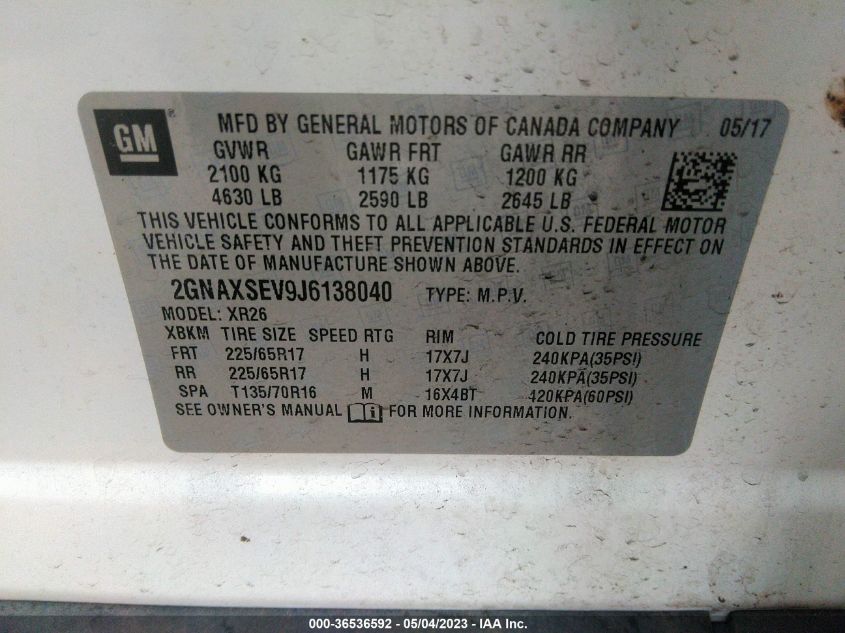 GM® MFD BY GENERAL MOTORS OF CANADA COMPANY 05/17
GVWR GAWR FRT GAWR RR
2100 KG 1175 KG 1200 KG
4630 LB 2590 LB 2645 LB
THIS VEHICLE CONFORMS TO ALL APPLICABLE U.S. FEDERAL MOTOR
VEHICLE SAFETY AND THEFT PREVENTION STANDARDS IN EFFECT ON
THE DATE OF MANUFACTURE SHOWN ABOVE.
2GNAXSEV9J6138040 TYPE: M.P.V.
MODEL: XR26
XBKM TIRE SIZE SPEED RTG RIM COLD TIRE PRESSURE
FRT 225/65R17 H 17X7J 240KPA(35PSI)
RR 225/65R17 H 17X7J 240KPA(35PSI)
SPA T135/70R16 M 16X4BT 420KPA(60PSI)
SEE OWNER'S MANUAL FOR MORE INFORMATION.
000-36536592 - 05/04/2023 - IAA Inc.